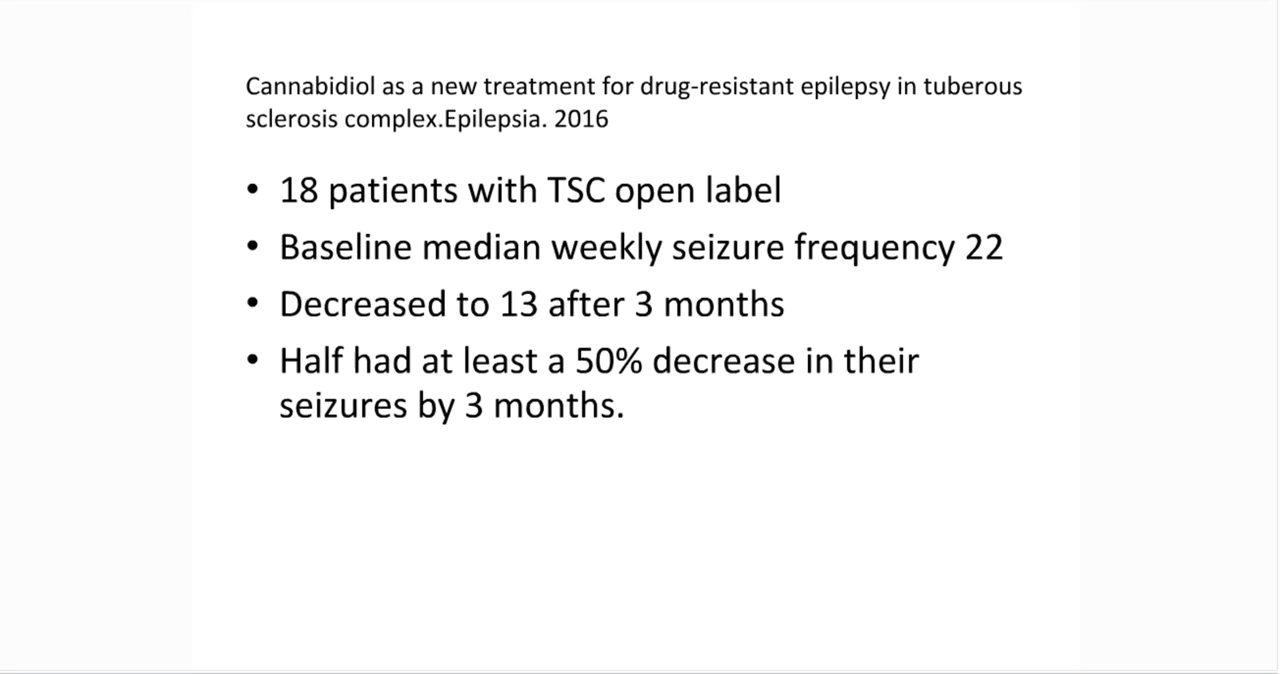 Cannabidiol as a new treatment for drug-resistant epilepsy in tuberous
sclerosis complex.Epilepsia. 2016
• 18 patients with TSC open label
• Baseline median weekly seizure frequency 22
• Decreased to 13 after 3 months
• Half had at least a 50% decrease in their
seizures by 3 months.